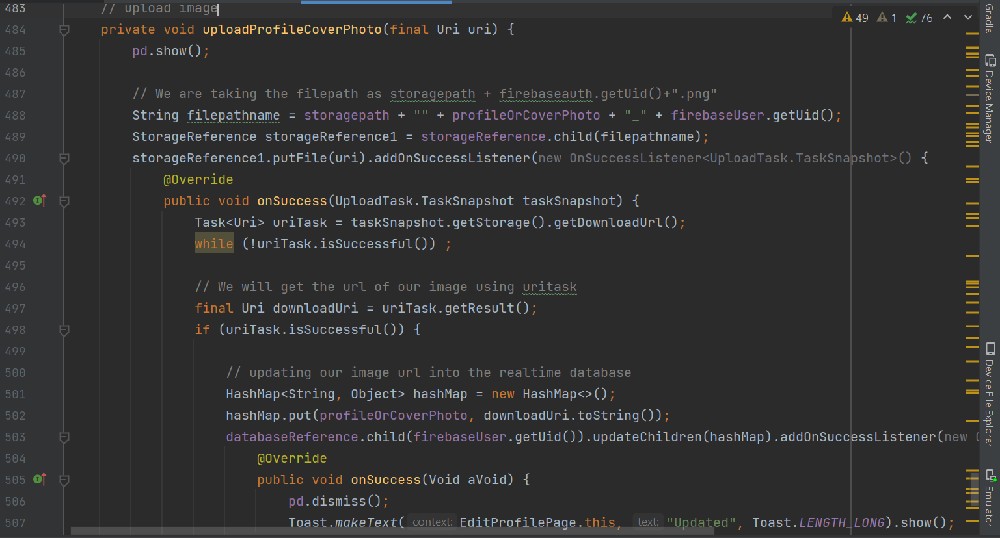 483 // upload image
49 1 76
484 private void uploadProfileCoverPhoto(final Uri uri) {
485 pd.show();
486
487 // We are taking the filepath as storagepath + firebaseauth.getUid()+".png"
488 String filepathname = storagepath + "" + profileOrCoverPhoto + "_" + firebaseUser.getUid();
489 StorageReference storageReference1 = storageReference.child(filepathname);
490 storageReference1.putFile(uri).addOnSuccessListener(new OnSuccessListener<UploadTask.TaskSnapshot>() {
491 @Override
492 public void onSuccess(UploadTask.TaskSnapshot taskSnapshot) {
493 Task<Uri> uriTask = taskSnapshot.getStorage().getDownloadUrl();
494 while (!uriTask.isSuccessful()) ;
495
496 // We will get the url of our image using uritask
497 final Uri downloadUri = uriTask.getResult();
498 if (uriTask.isSuccessful()) {
499
500 // updating our image url into the realtime database
501 HashMap<String, Object> hashMap = new HashMap<>();
502 hashMap.put(profileOrCoverPhoto, downloadUri.toString());
503 databaseReference.child(firebaseUser.getUid()).updateChildren(hashMap).addOnSuccessListener(new
504 @Override
505 public void onSuccess(Void aVoid) {
506 pd.dismiss();
507 Toast.makeText( context: EditProfilePage.this, text: "Updated", Toast.LENGTH_LONG).show();
Gradle
Device Manager
Device File Explorer
Emulator